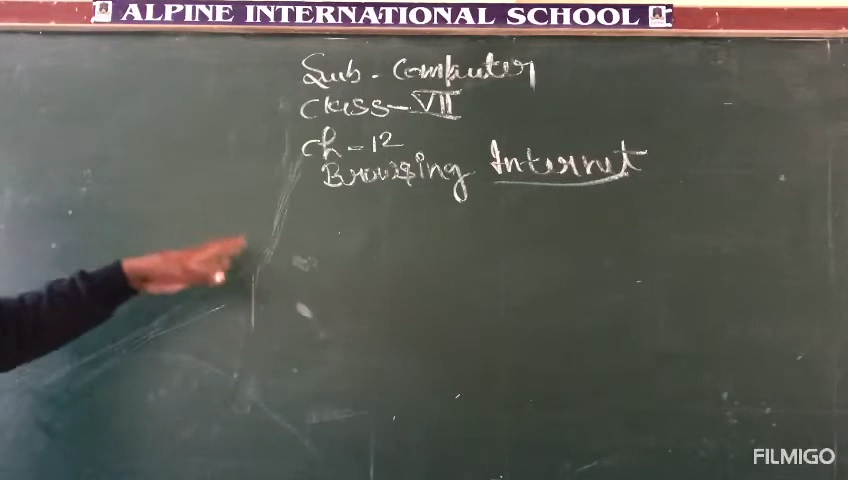 ALPINE INTERNATIONAL SCHOOL
Sub - Computer
Class - VII
Ch - 12
Browsing Internet
FILMIGO